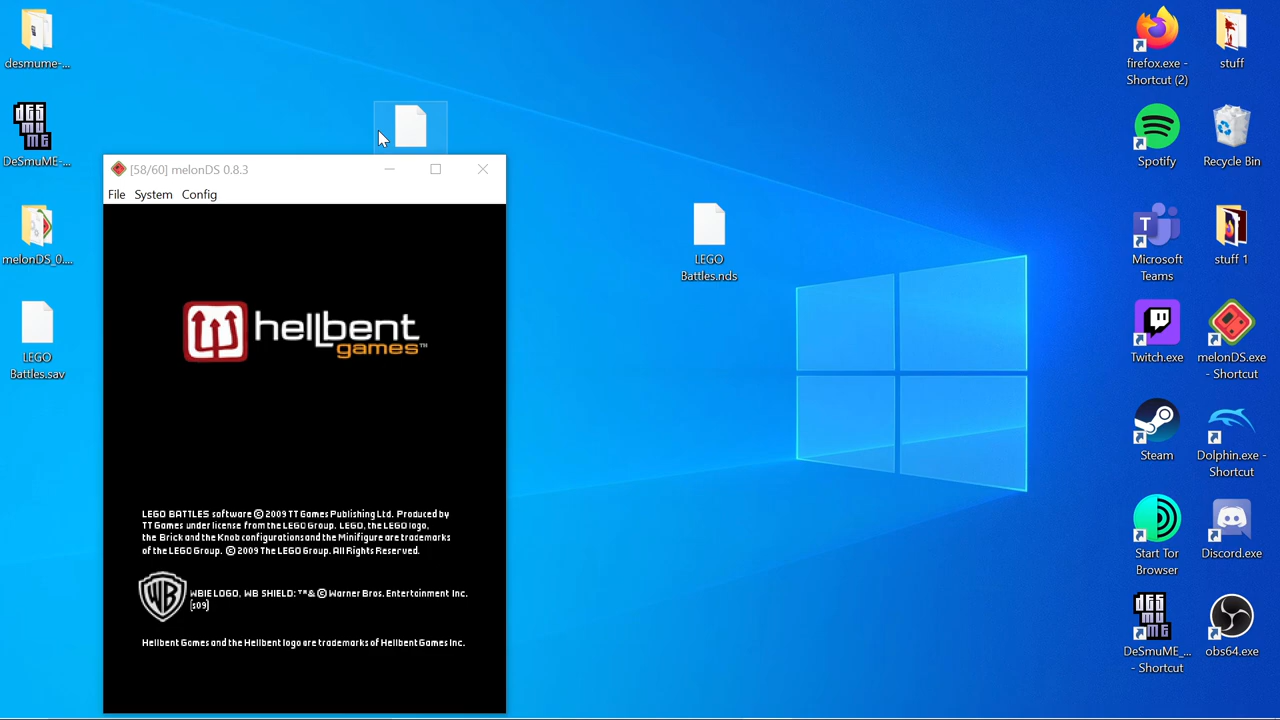 desmume-...
DeSmuME-...
melonDS_0....
LEGO
Battles.sav
[58/60] melonDS 0.8.3
File System Config
hellbent
games™
LEGO BATTLES software © 2009 TT Games Publishing Ltd. Produced by
TT Games under license from the LEGO Group. LEGO, the LEGO logo,
the Brick and the Knob configurations and the Minifigure are trademarks
of the LEGO Group. © 2009 The LEGO Group. All Rights Reserved.
WB
WBIE LOGO, WB SHIELD: ™ & © Warner Bros. Entertainment Inc.
(s09)
Hellbent Games and the Hellbent logo are trademarks of Hellbent Games Inc.
LEGO
Battles.nds
firefox.exe -
Shortcut (2)
stuff
Spotify
Recycle Bin
Microsoft
Teams
stuff 1
Twitch.exe
melonDS.exe
- Shortcut
Steam
Dolphin.exe -
Shortcut
Start Tor
Browser
Discord.exe
DeSmuME_...
- Shortcut
obs64.exe